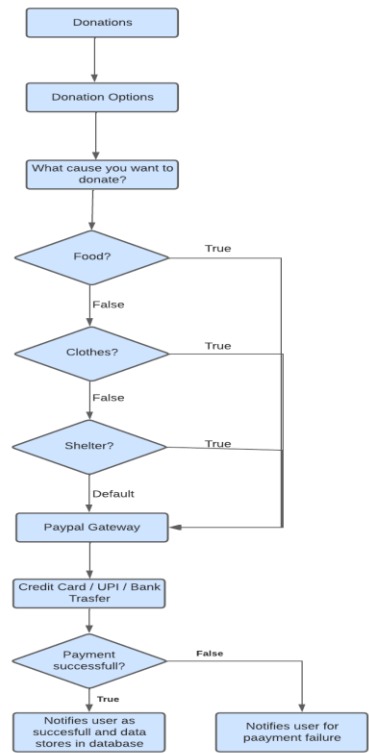 Donations
Donation Options
What cause you want to
donate?
Food?
True
False
Clothes?
True
False
Shelter?
True
Default
Paypal Gateway
Credit Card / UPI / Bank
Trasfer
Payment
successfull?
False
True
Notifies user as
succesfull and data
stores in database
Notifies user for
paayment failure